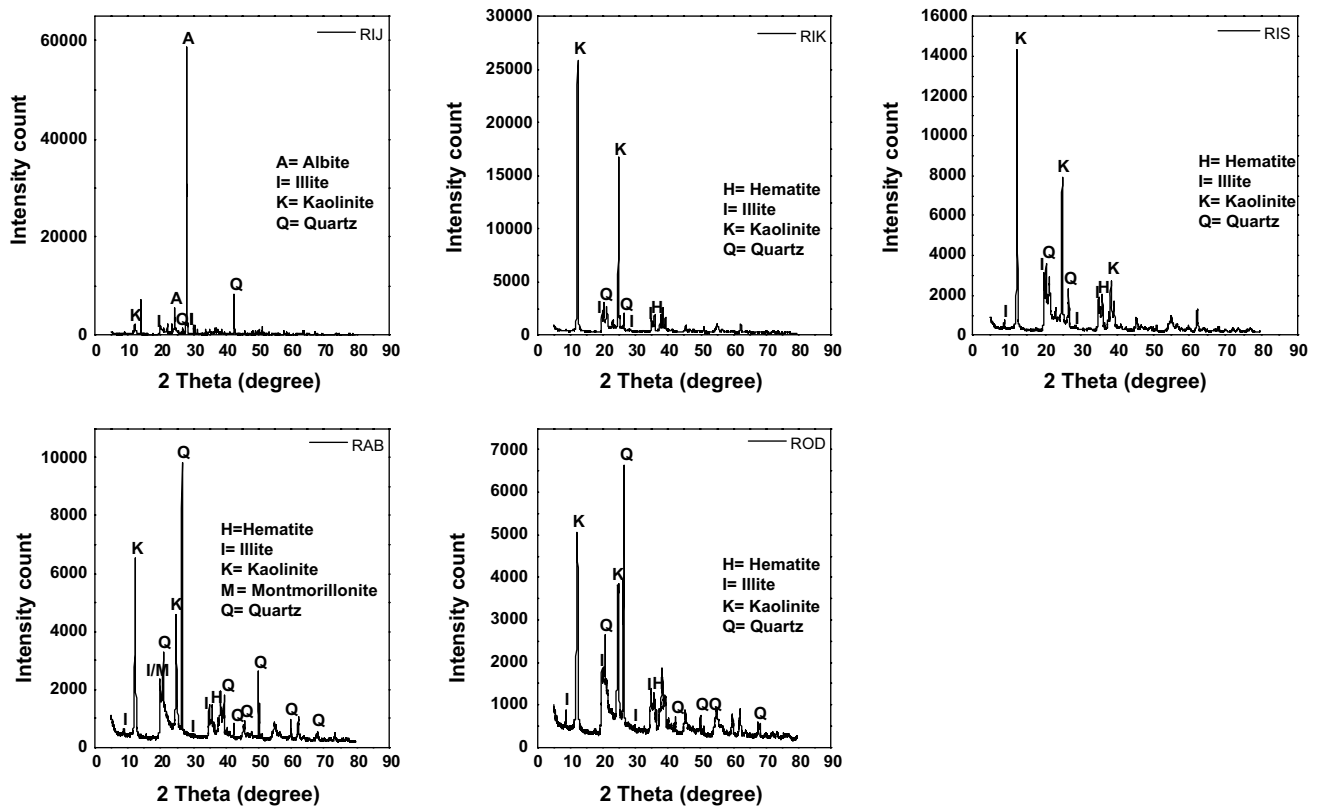 RIJ
60000
40000
20000
0
A
K
I
A
Q
I
Q
A= Albite
I= Illite
K= Kaolinite
Q= Quartz
0 10 20 30 40 50 60 70 80 90
2 Theta (degree)
Intensity count
RIK
30000
25000
20000
15000
10000
5000
0
K
K
I
Q
Q
I
I
H
H= Hematite
I= Illite
K= Kaolinite
Q= Quartz
0 10 20 30 40 50 60 70 80 90
2 Theta (degree)
Intensity count
RIS
16000
14000
12000
10000
8000
6000
4000
2000
0
K
K
I
I
Q
Q
I
I
H
K
H= Hematite
I= Illite
K= Kaolinite
Q= Quartz
0 10 20 30 40 50 60 70 80 90
2 Theta (degree)
Intensity count
RAB
10000
8000
6000
4000
2000
0
Q
K
K
Q
I/M
I
I
I
H
Q
Q
Q
Q
Q
Q
H=Hematite
I= Illite
K= Kaolinite
M= Montmorillonite
Q= Quartz
0 10 20 30 40 50 60 70 80 90
2 Theta (degree)
Intensity count
ROD
7000
6000
5000
4000
3000
2000
1000
0
Q
K
K
Q
I
I
I
I
H
Q
Q
Q
Q
H= Hematite
I= Illite
K= Kaolinite
Q= Quartz
0 10 20 30 40 50 60 70 80 90
2 Theta (degree)
Intensity count